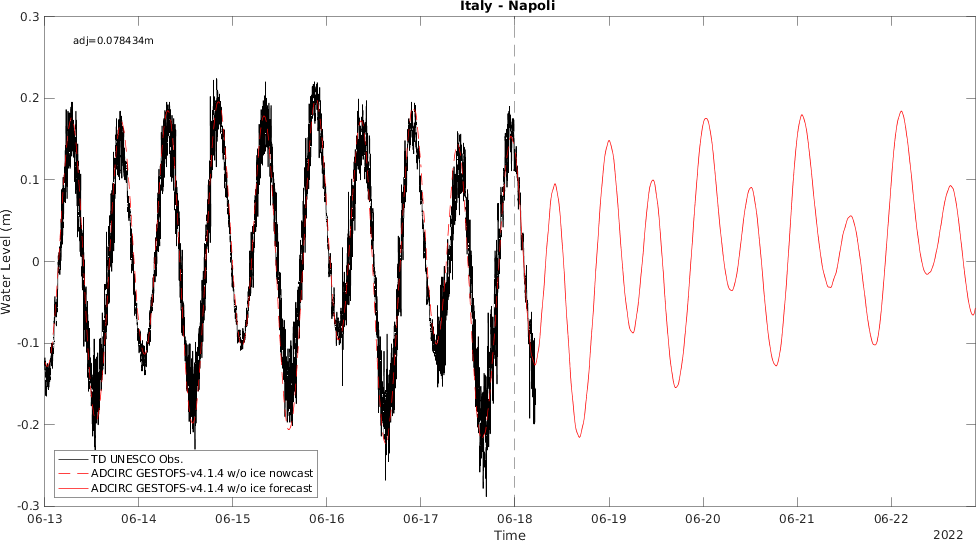 Italy - Napoli
adj=0.078434m
0.3
0.2
0.1
0
-0.1
-0.2
-0.3
Water Level (m)
TD UNESCO Obs.
ADCIRC GESTOFS-v4.1.4 w/o ice nowcast
ADCIRC GESTOFS-v4.1.4 w/o ice forecast
06-13 06-14 06-15 06-16 06-17 06-18 06-19 06-20 06-21 06-22
Time
2022